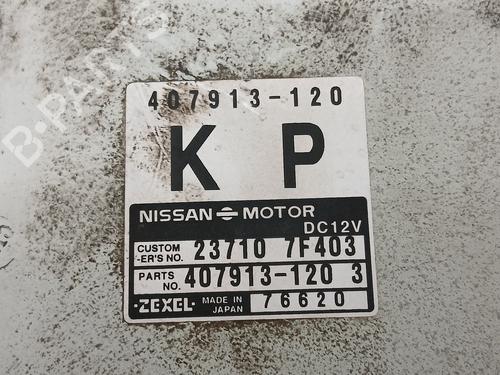 B-PARTS
407913-120
K P
NISSAN MOTOR
DC12V
CUSTOM -ER'S NO. 23710 7F403
PARTS NO. 407913-120 3
·ZEXEL· MADE IN JAPAN 76620